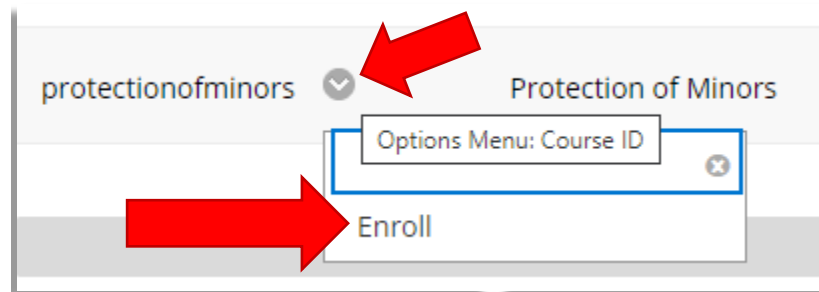 protectionofminors Protection of Minors
Options Menu: Course ID
Enroll